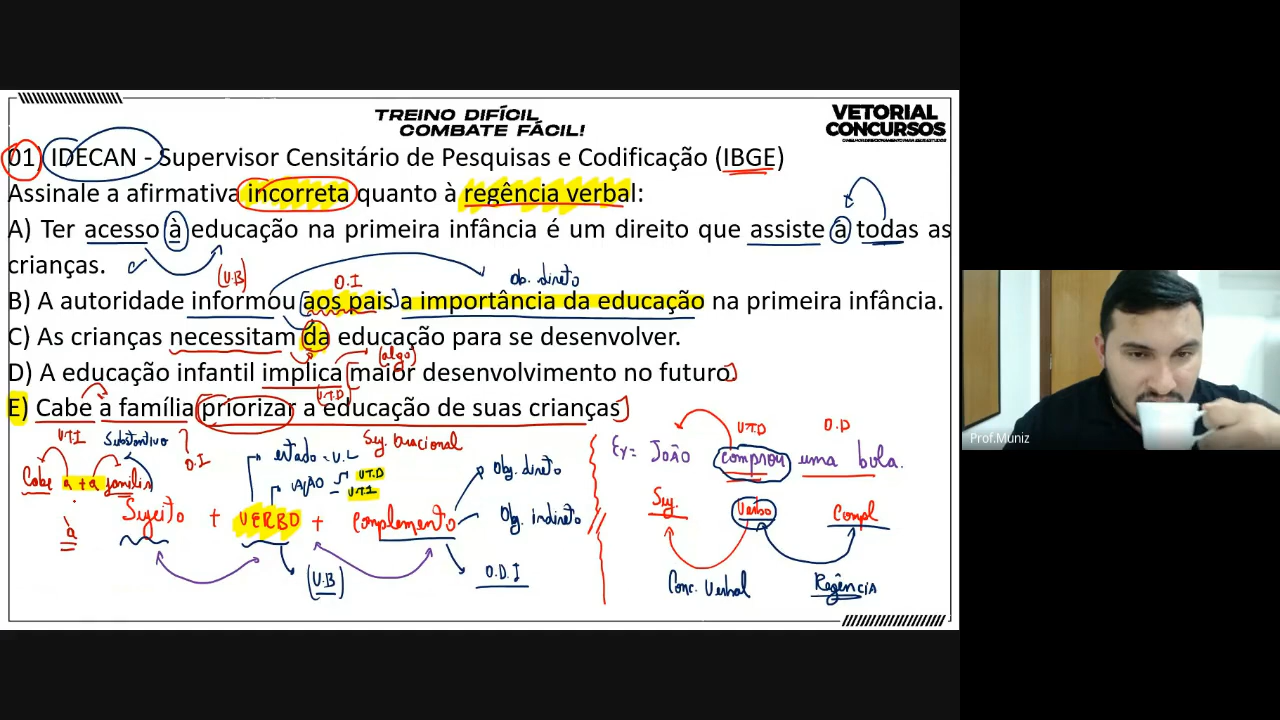 TREINO DIFÍCIL
COMBATE FÁCIL!
VETORIAL
CONCURSOS
01) IDECAN - Supervisor Censitário de Pesquisas e Codificação (IBGE)
Assinale a afirmativa incorreta quanto à regência verbal:
A) Ter acesso à educação na primeira infância é um direito que assiste a todas as
crianças.
(V.B)
O.I
Ob. direto
B) A autoridade informou aos pais a importância da educação na primeira infância.
C) As crianças necessitam da educação para se desenvolver.
(algo)
D) A educação infantil implica maior desenvolvimento no futuro.
(V.T.D)
E) Cabe a família priorizar a educação de suas crianças
V.T.I Substantivo
O.I
estado = V.L
Suj. Oracional
Ação V.T.D
V.T.I
Cabe a + a família
à
Sujeito + VERBO + Complemento
(V.B)
Obj. direto
Obj. indireto
O.D.I
V.T.D O.D
Ex= João comprou uma bola.
Suj. Verbo Compl
Conc. Verbal Regência
Prof.Muniz